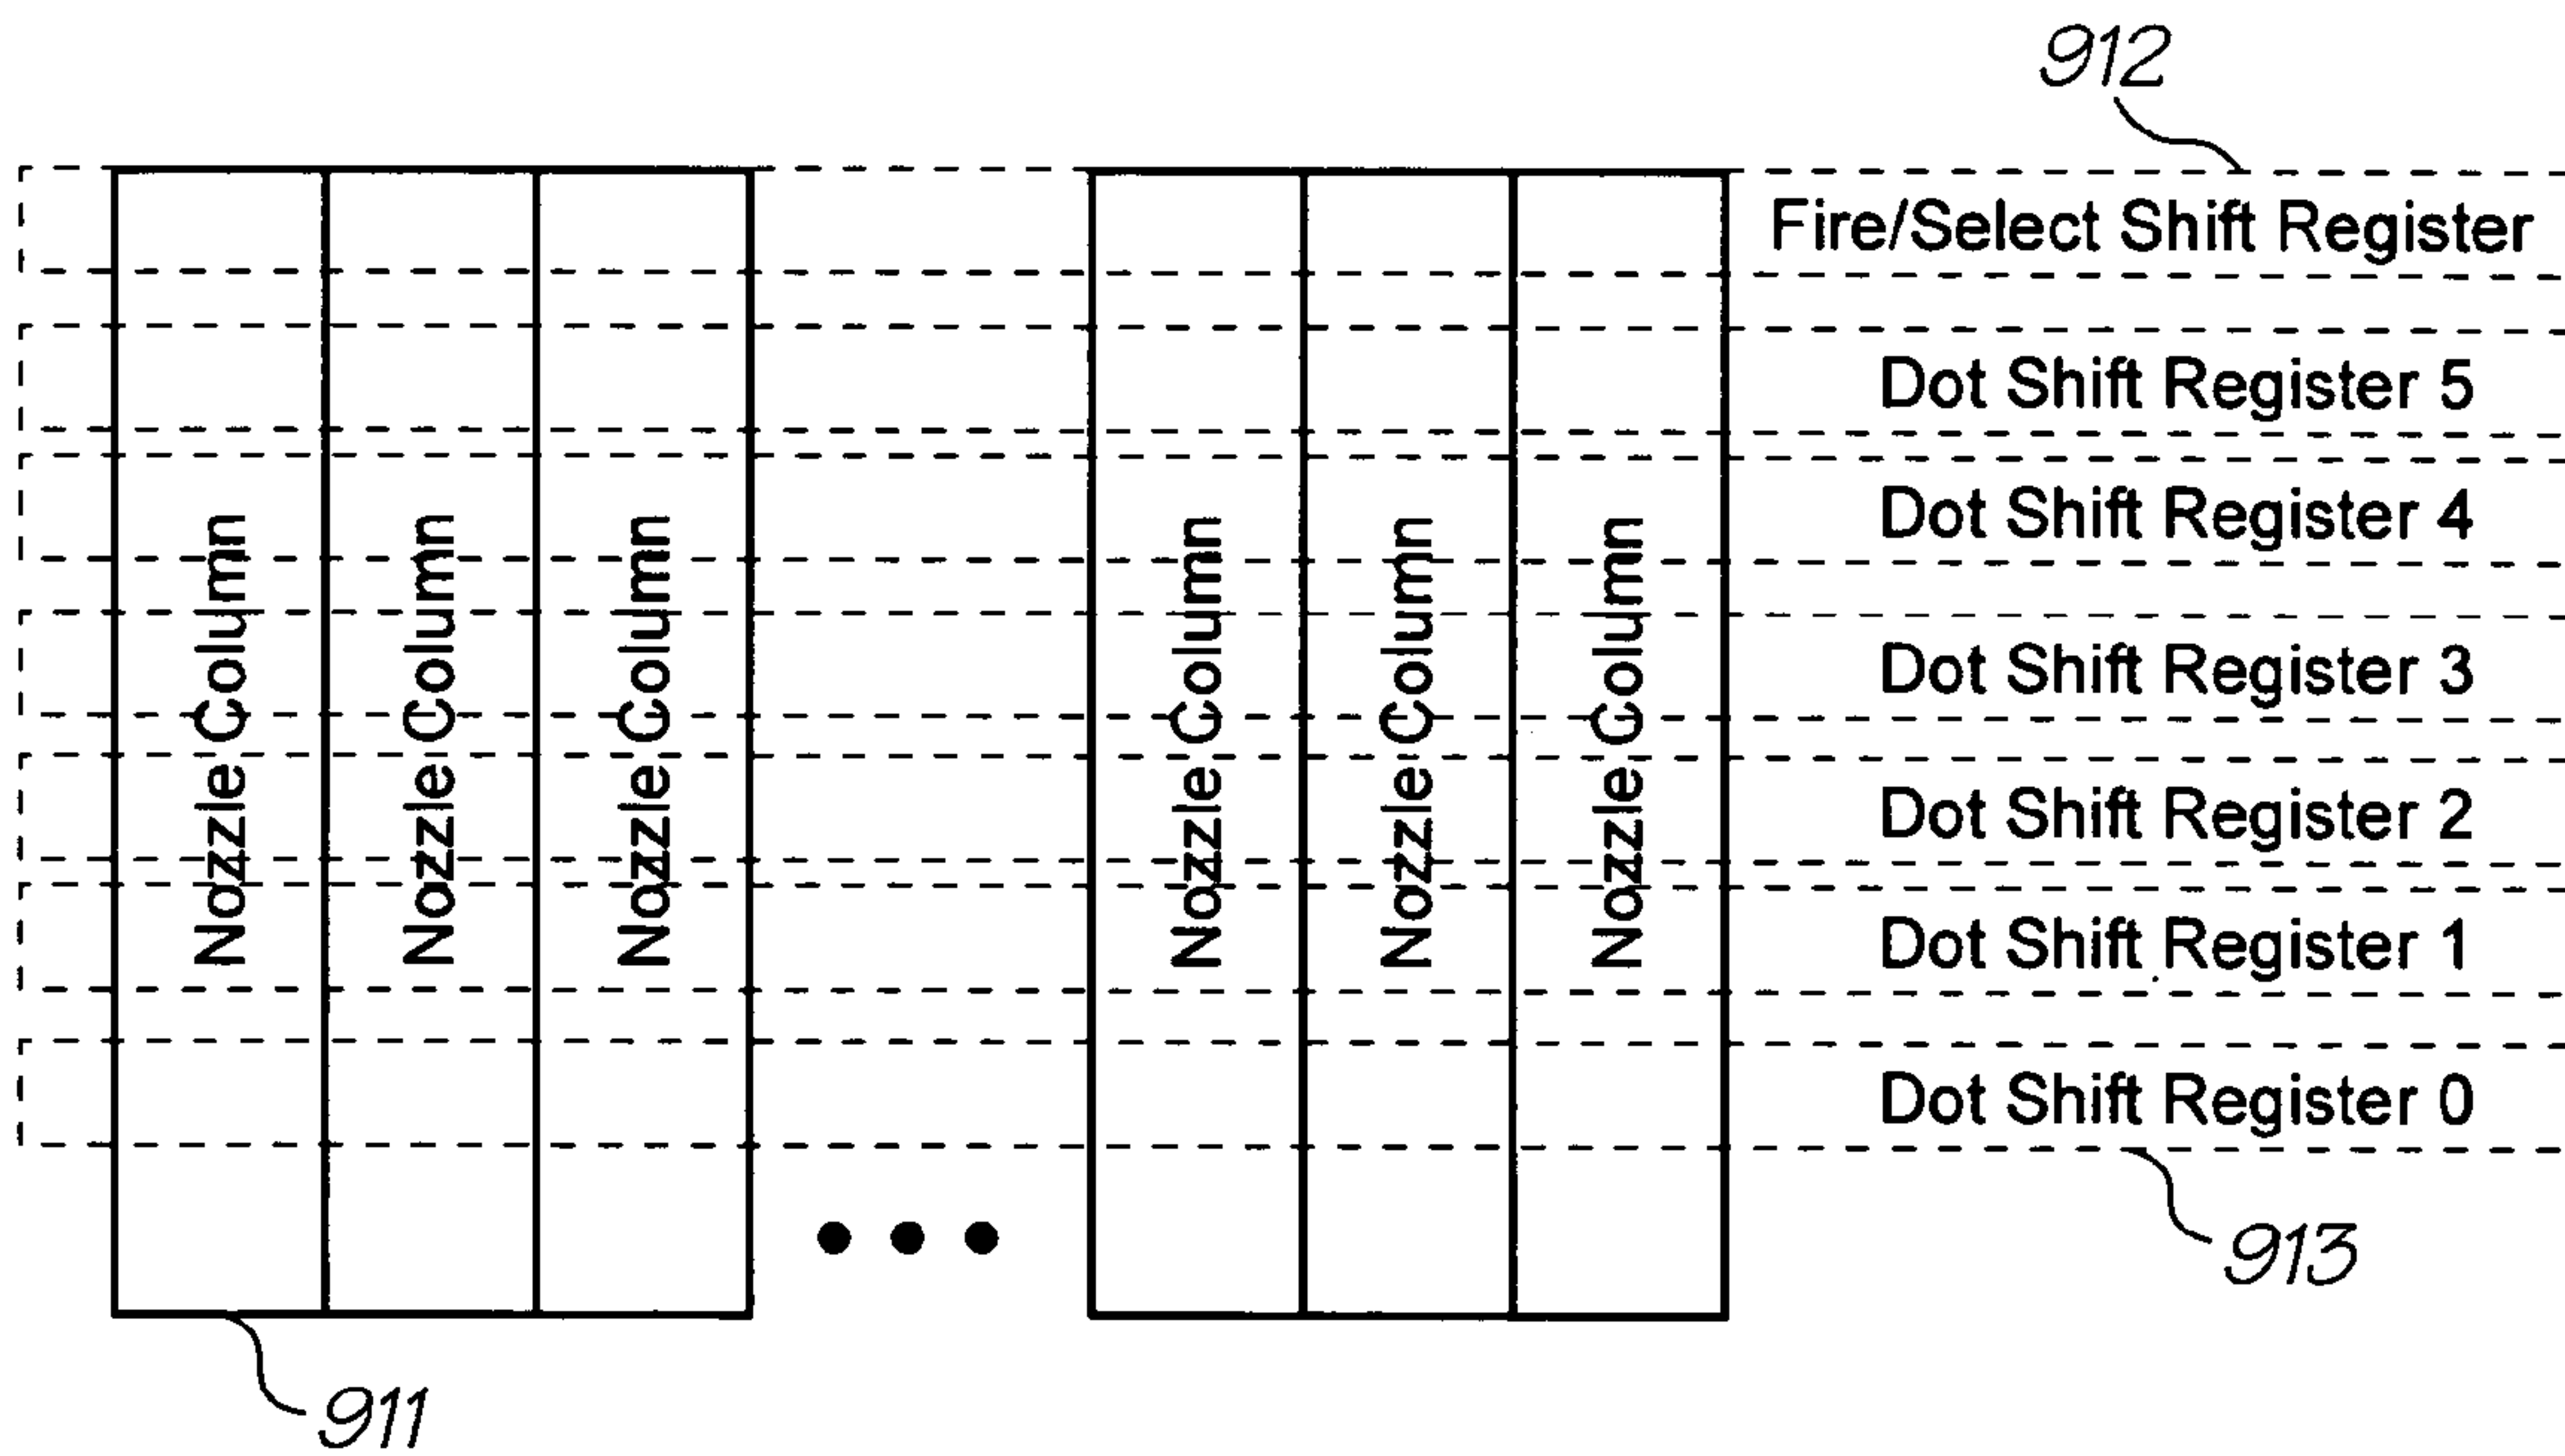 912
Fire/Select Shift Register
Dot Shift Register 5
Dot Shift Register 4
Dot Shift Register 3
Dot Shift Register 2
Dot Shift Register 1
Dot Shift Register 0
Nozzle Column
Nozzle Column
Nozzle Column
Nozzle Column
Nozzle Column
Nozzle Column
913
911